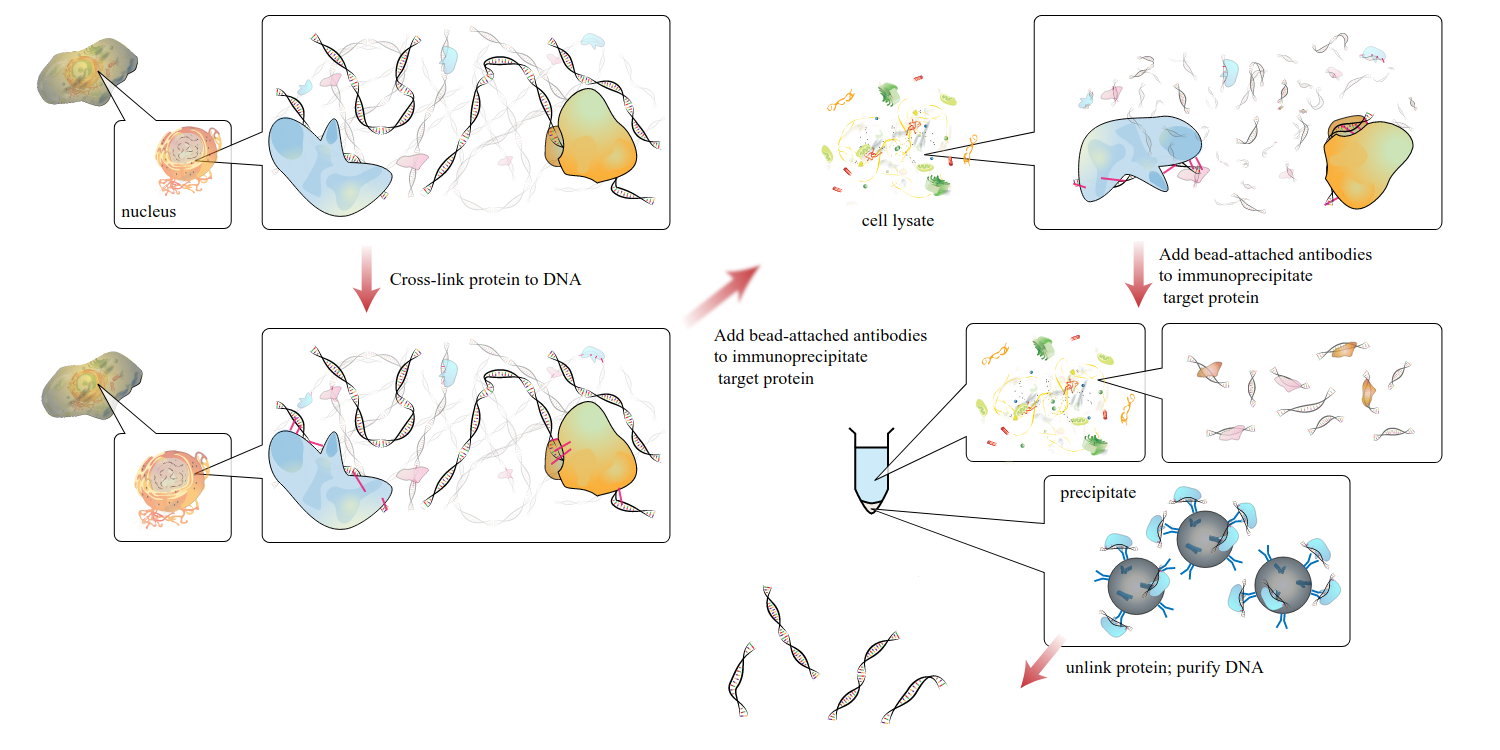 nucleus
Cross-link protein to DNA
Add bead-attached antibodies
to immunoprecipitate
target protein
cell lysate
Add bead-attached antibodies
to immunoprecipitate
target protein
precipitate
unlink protein; purify DNA